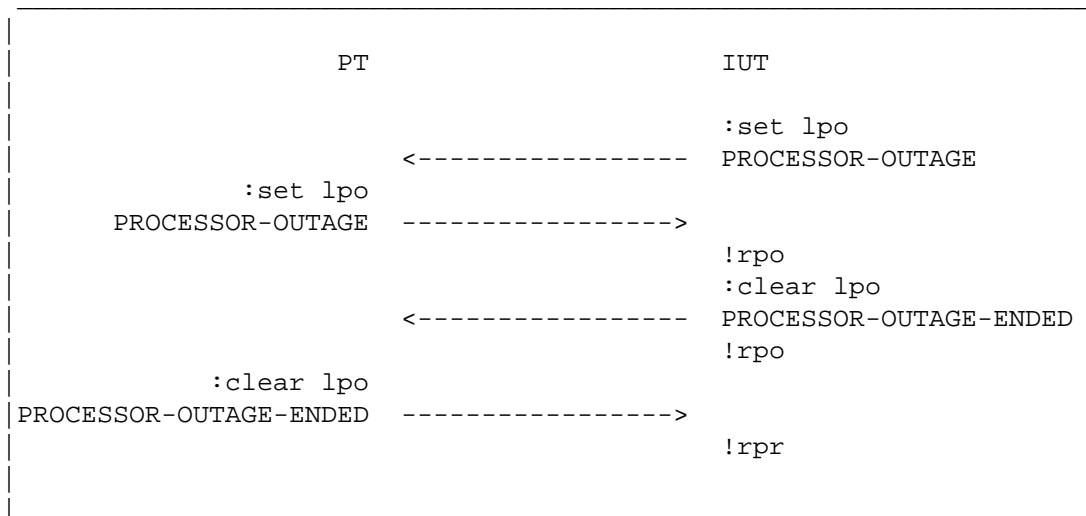 PT IUT
:set lpo
<----------------- PROCESSOR-OUTAGE
:set lpo
PROCESSOR-OUTAGE ----------------->
!rpo
:clear lpo
<----------------- PROCESSOR-OUTAGE-ENDED
!rpo
:clear lpo
PROCESSOR-OUTAGE-ENDED ----------------->
!rpr